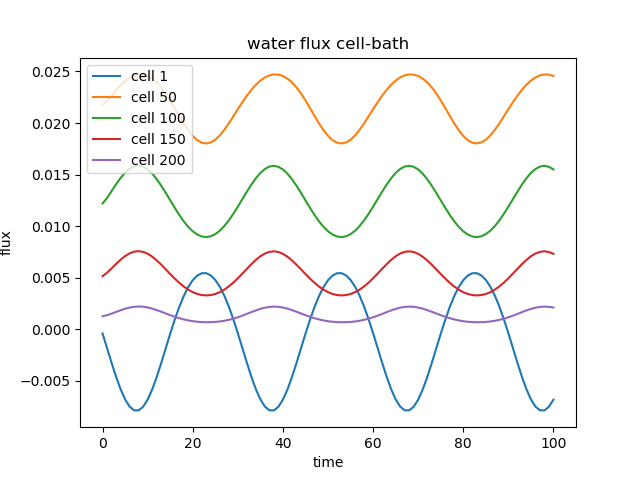 water flux cell-bath
cell 1
cell 50
cell 100
cell 150
cell 200
0.025
0.020
0.015
0.010
0.005
0.000
−0.005
flux
0 20 40 60 80 100
time